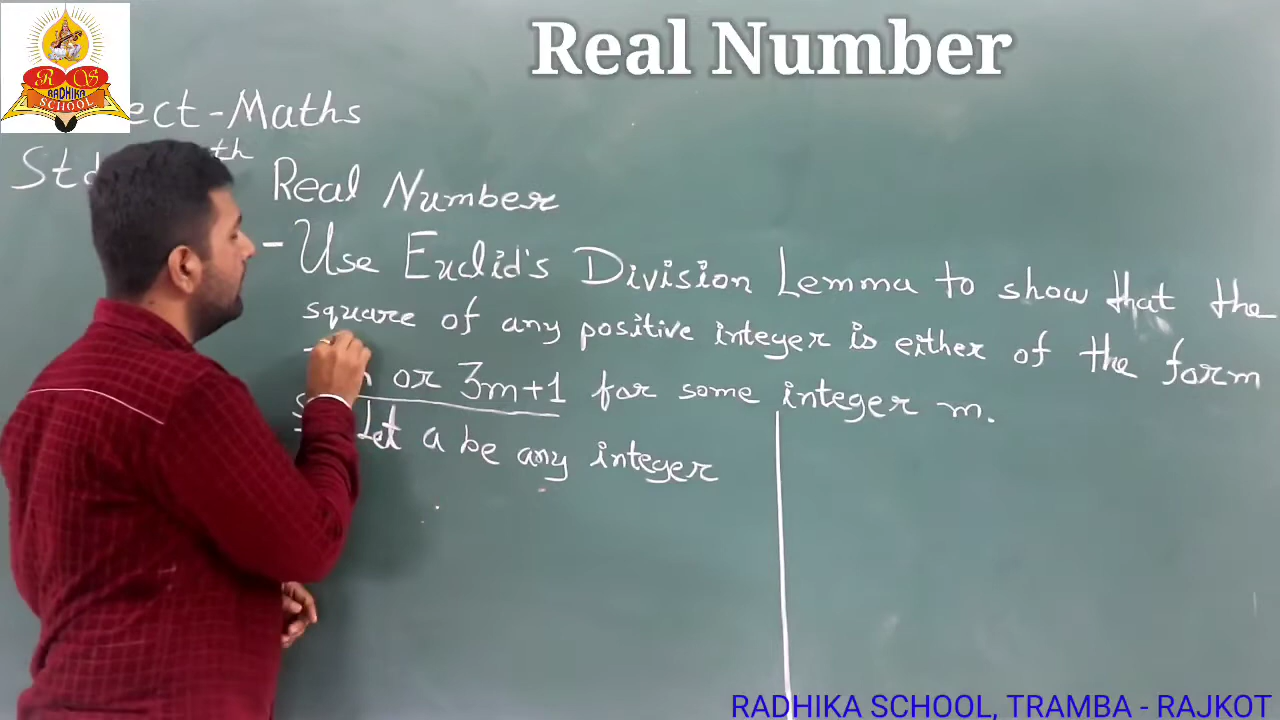 Real Number
R S
RADHIKA
SCHOOL
ect - Maths
Std th
Real Number
- Use Euclid's Division Lemma to show that the
square of any positive integer is either of the form
or 3m+1 for some integer m.
Let a be any integer
RADHIKA SCHOOL, TRAMBA - RAJKOT